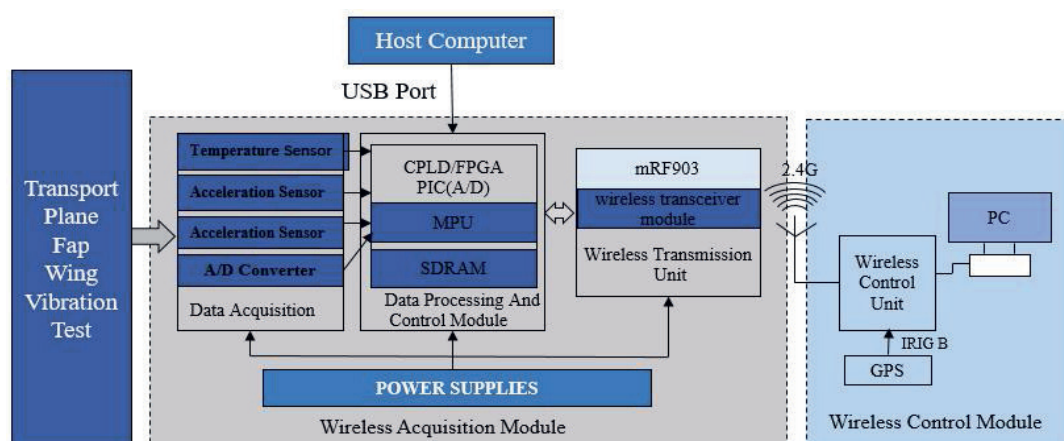 Host Computer
USB Port
Transport
Plane
Fap
Wing
Vibration
Test
Temperature Sensor
Acceleration Sensor
Acceleration Sensor
A/D Converter
Data Acquisition
CPLD/FPGA
PIC(A/D)
MPU
SDRAM
Data Processing And
Control Module
mRF903
wireless transceiver
module
Wireless Transmission
Unit
2.4G
PC
Wireless
Control
Unit
IRIG B
GPS
POWER SUPPLIES
Wireless Acquisition Module
Wireless Control Module